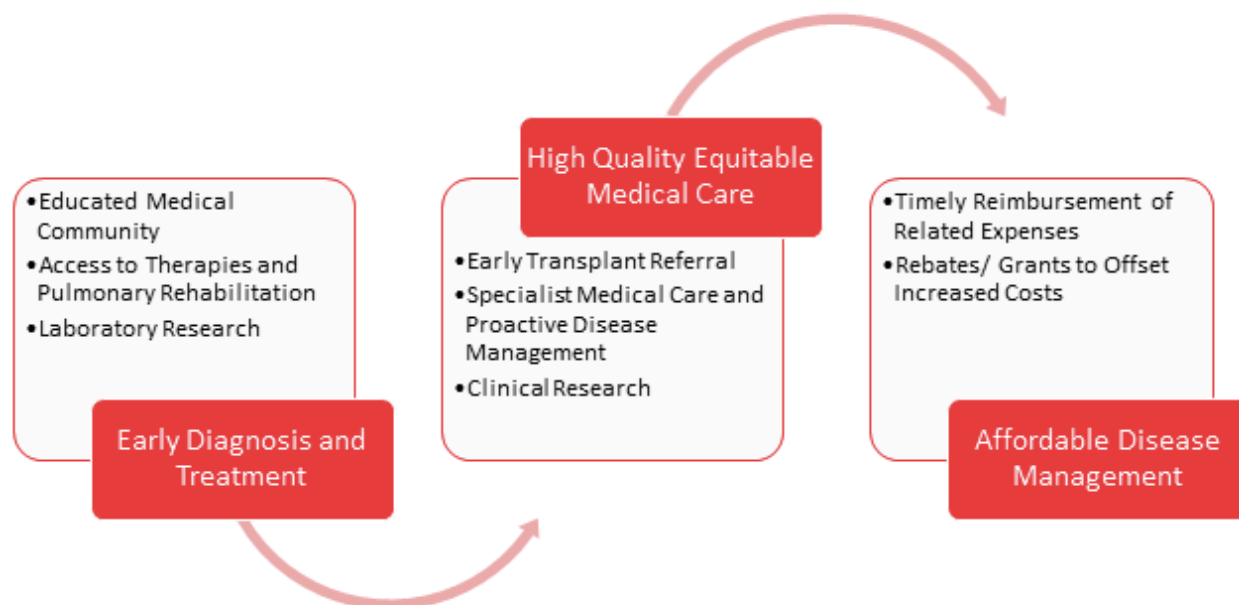 •Educated Medical
Community
•Access to Therapies and
Pulmonary Rehabilitation
•Laboratory Research
Early Diagnosis and
Treatment
High Quality Equitable
Medical Care
•Early Transplant Referral
•Specialist Medical Care and
Proactive Disease
Management
•Clinical Research
•Timely Reimbursement of
Related Expenses
•Rebates/ Grants to Offset
Increased Costs
Affordable Disease
Management